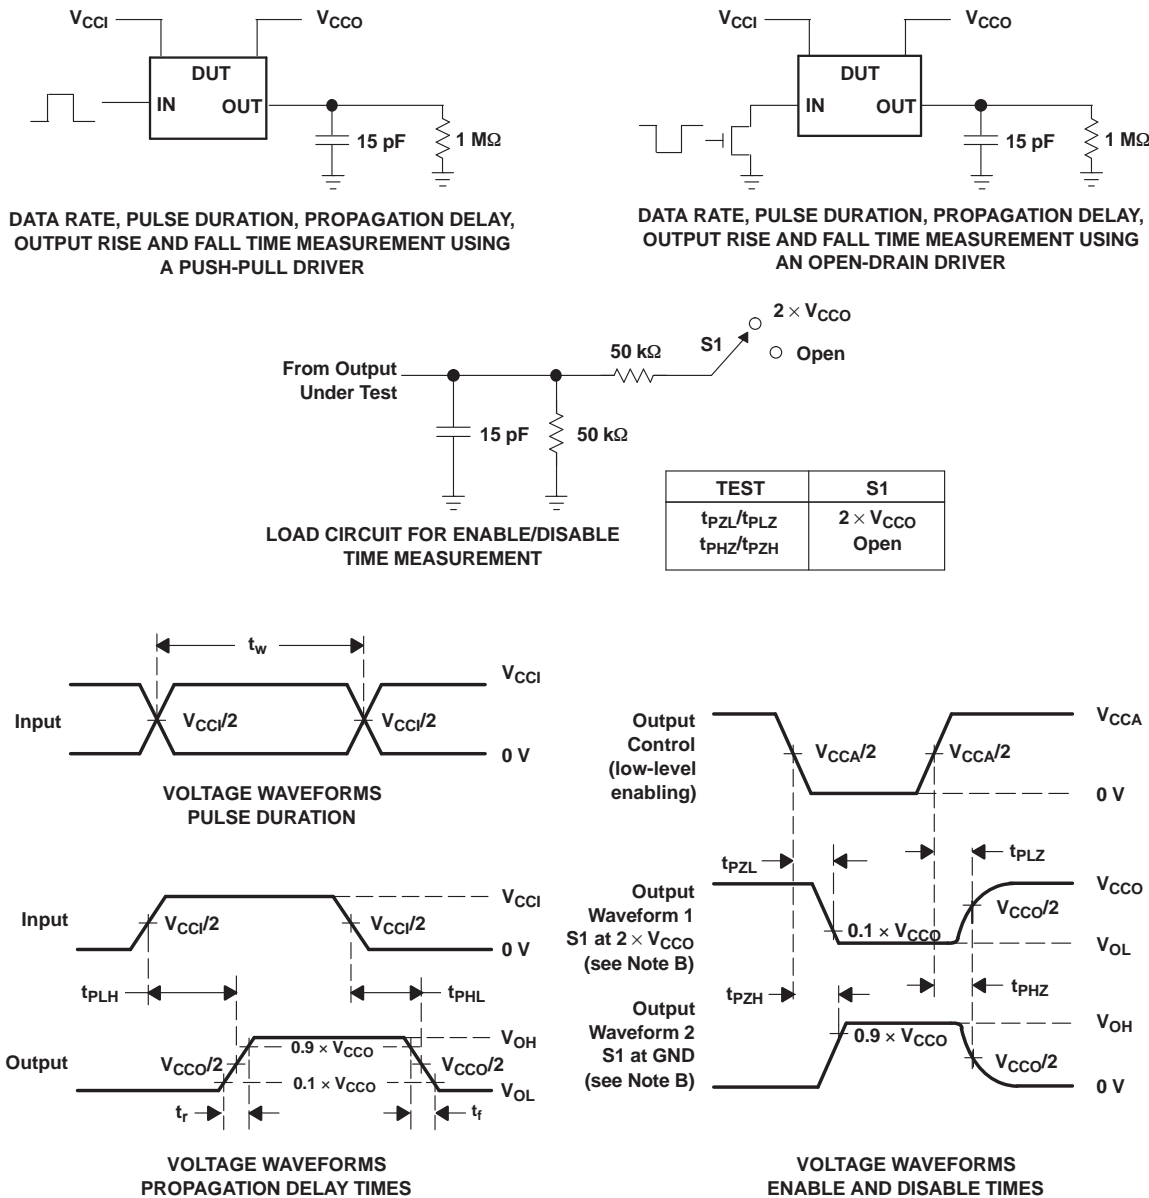 VCCI
VCCO
DUT
IN
OUT
15 pF
1 MΩ
DATA RATE, PULSE DURATION, PROPAGATION DELAY,
OUTPUT RISE AND FALL TIME MEASUREMENT USING
A PUSH-PULL DRIVER
VCCI
VCCO
DUT
IN
OUT
15 pF
1 MΩ
DATA RATE, PULSE DURATION, PROPAGATION DELAY,
OUTPUT RISE AND FALL TIME MEASUREMENT USING
AN OPEN-DRAIN DRIVER
From Output
Under Test
15 pF
50 kΩ
50 kΩ
S1
2 × VCCO
Open
LOAD CIRCUIT FOR ENABLE/DISABLE
TIME MEASUREMENT
TEST S1
tPZL/tPLZ 2 × VCCO
tPHZ/tPZH Open
tw
Input
VCCI/2
VCCI/2
VCCI
0 V
VOLTAGE WAVEFORMS
PULSE DURATION
Input
VCCI/2
VCCI/2
VCCI
0 V
tPLH
tPHL
Output
VCCO/2
0.9 × VCCO
0.1 × VCCO
VCCO/2
VOH
VOL
tr
tf
VOLTAGE WAVEFORMS
PROPAGATION DELAY TIMES
Output
Control
(low-level
enabling)
VCCA/2
VCCA/2
VCCA
0 V
tPZL
tPLZ
Output
Waveform 1
S1 at 2 × VCCO
(see Note B)
0.1 × VCCO
VCCO/2
VCCO
VOL
tPZH
tPHZ
Output
Waveform 2
S1 at GND
(see Note B)
0.9 × VCCO
VCCO/2
VOH
0 V
VOLTAGE WAVEFORMS
ENABLE AND DISABLE TIMES